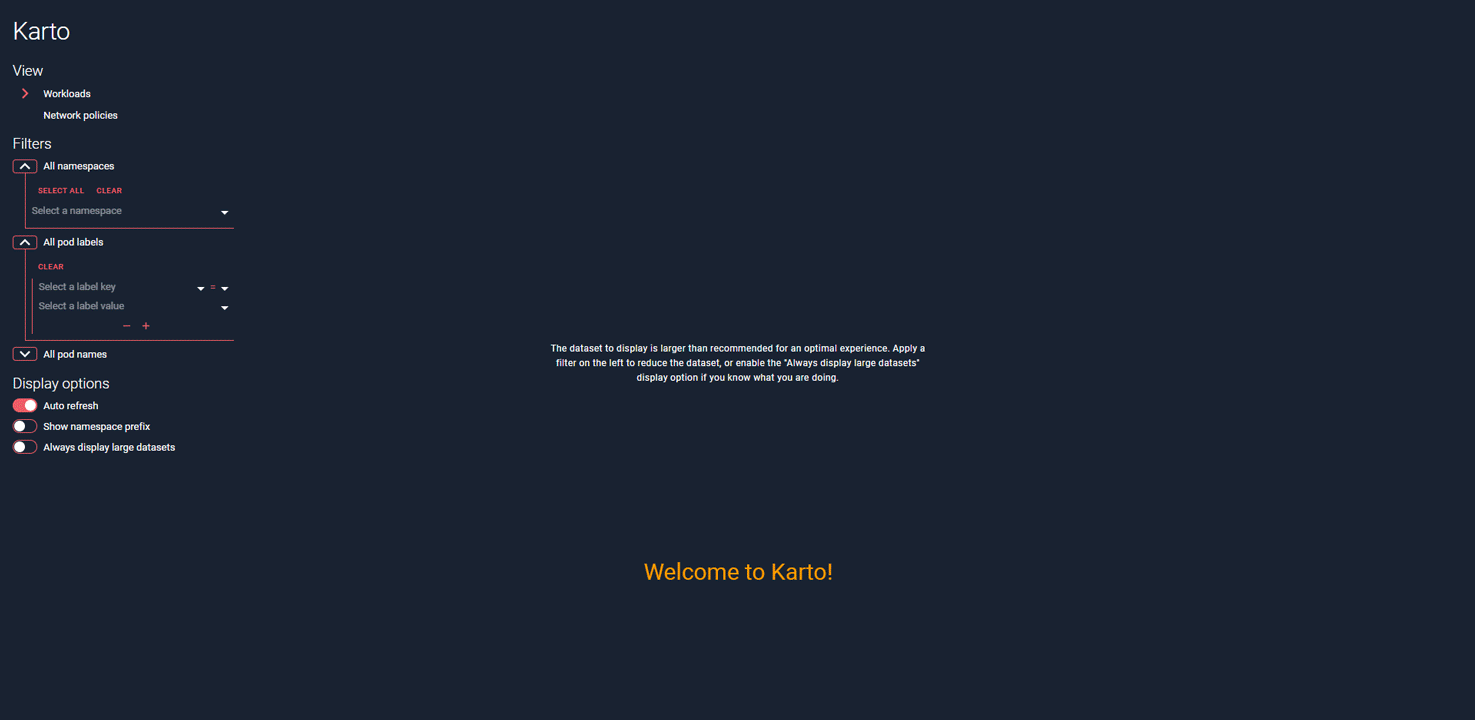 Karto
View
Workloads
Network policies
Filters
All namespaces
SELECT ALL CLEAR
Select a namespace
All pod labels
CLEAR
Select a label key =
Select a label value
− +
All pod names
Display options
Auto refresh
Show namespace prefix
Always display large datasets
The dataset to display is larger than recommended for an optimal experience. Apply a
filter on the left to reduce the dataset, or enable the "Always display large datasets"
display option if you know what you are doing.
Welcome to Karto!